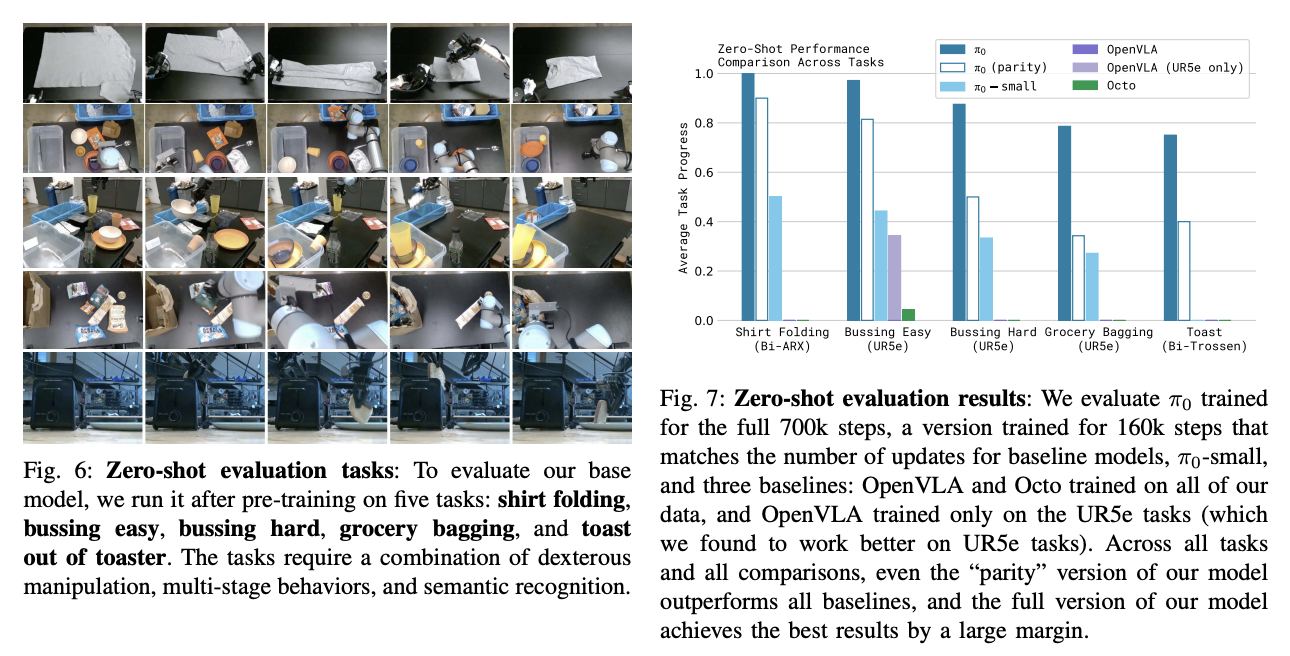 Fig. 6: Zero-shot evaluation tasks: To evaluate our base
model, we run it after pre-training on five tasks: shirt folding,
bussing easy, bussing hard, grocery bagging, and toast
out of toaster. The tasks require a combination of dexterous
manipulation, multi-stage behaviors, and semantic recognition.
Zero-Shot Performance
Comparison Across Tasks
π₀
π₀ (parity)
π₀−small
OpenVLA
OpenVLA (UR5e only)
Octo
Average Task Progress
1.0
0.8
0.6
0.4
0.2
0.0
Shirt Folding
(Bi-ARX)
Bussing Easy
(UR5e)
Bussing Hard
(UR5e)
Grocery Bagging
(UR5e)
Toast
(Bi-Trossen)
Fig. 7: Zero-shot evaluation results: We evaluate π₀ trained
for the full 700k steps, a version trained for 160k steps that
matches the number of updates for baseline models, π₀-small,
and three baselines: OpenVLA and Octo trained on all of our
data, and OpenVLA trained only on the UR5e tasks (which
we found to work better on UR5e tasks). Across all tasks
and all comparisons, even the “parity” version of our model
outperforms all baselines, and the full version of our model
achieves the best results by a large margin.